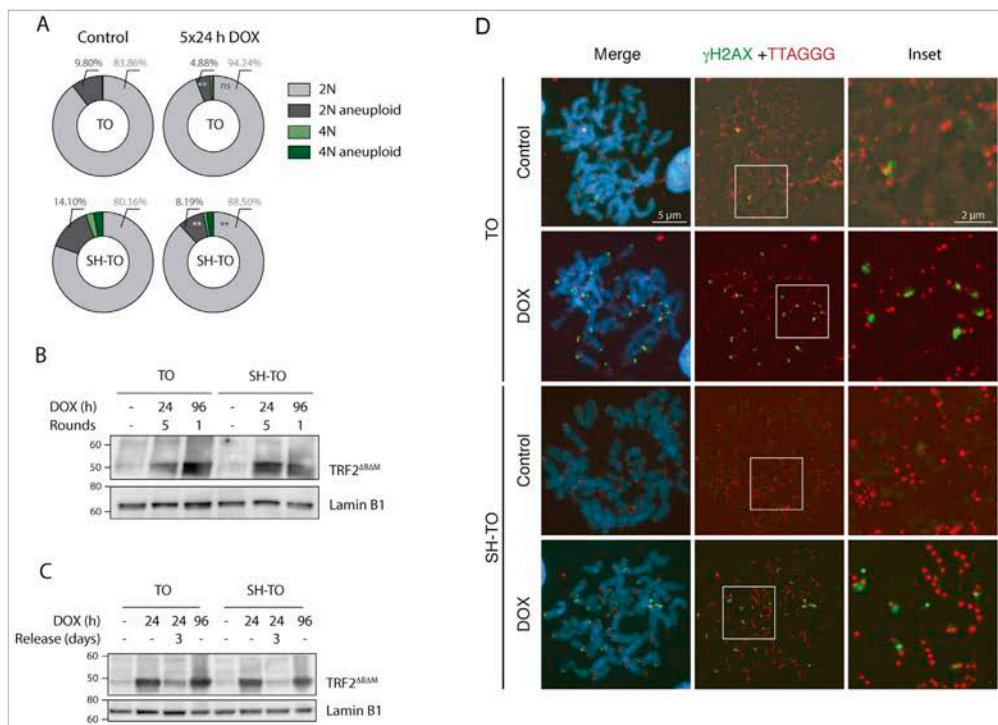 A
Control 5x24 h DOX
9.80% 83.86% 4.88% 94.24%
** ns
TO TO
2N
2N aneuploid
4N
4N aneuploid
14.10% 80.16% 8.19% 88.50%
** **
SH-TO SH-TO
B
TO SH-TO
DOX (h) - 24 96 - 24 96
Rounds 5 1 5 1
60
50
TRF2ΔBΔM
80
60
Lamin B1
C
TO SH-TO
DOX (h) - 24 24 96 - 24 24 96
Release (days) - - 3 - - - 3 -
60
50
TRF2ΔBΔM
80
60
Lamin B1
D
Merge γH2AX +TTAGGG Inset
TO
Control
5 µm 2 µm
DOX
SH-TO
Control
DOX